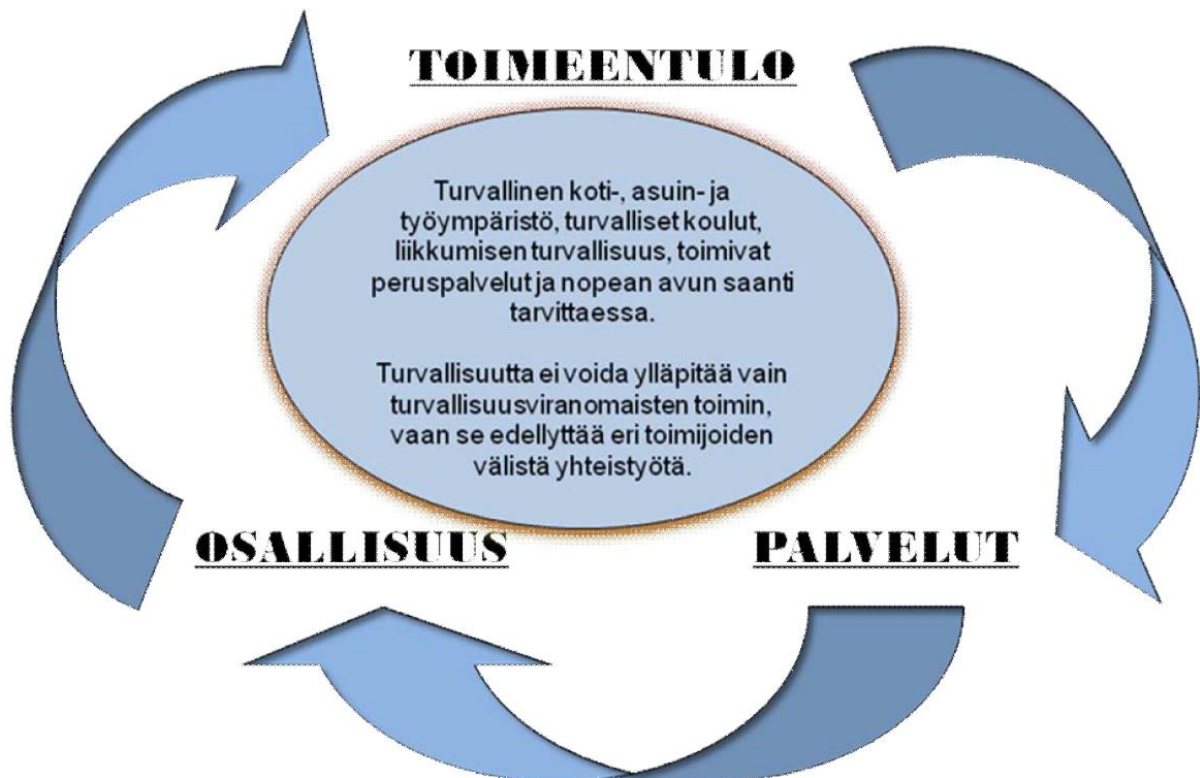 TOIMEENTULO
Turvallinen koti-, asuin- ja
työympäristö, turvalliset koulut,
liikkumisen turvallisuus, toimivat
peruspalvelut ja nopean avun saanti
tarvittaessa.
Turvallisuutta ei voida ylläpitää vain
turvallisuusviranomaisten toimin,
vaan se edellyttää eri toimijoiden
välistä yhteistyötä.
OSALLISUUS
PALVELUT